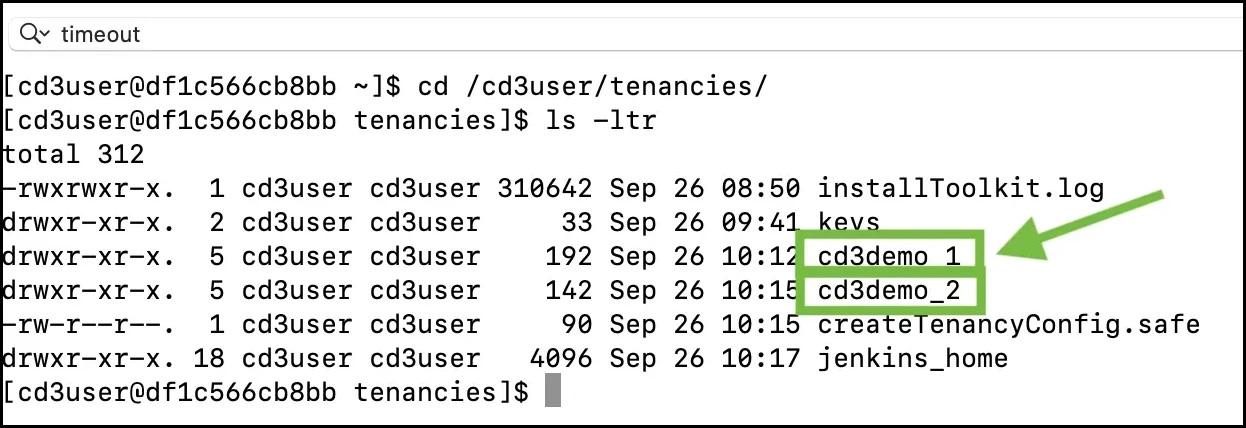 timeout
[cd3user@df1c566cb8bb ~]$ cd /cd3user/tenancies/
[cd3user@df1c566cb8bb tenancies]$ ls -ltr
total 312
-rwxrwxr-x.  1 cd3user cd3user 310642 Sep 26 08:50 installToolkit.log
drwxr-xr-x.  2 cd3user cd3user     33 Sep 26 09:41 keys
drwxr-xr-x.  5 cd3user cd3user    192 Sep 26 10:12 cd3demo_1
drwxr-xr-x.  5 cd3user cd3user    142 Sep 26 10:15 cd3demo_2
-rw-r--r--.  1 cd3user cd3user     90 Sep 26 10:15 createTenancyConfig.safe
drwxr-xr-x. 18 cd3user cd3user   4096 Sep 26 10:17 jenkins_home
[cd3user@df1c566cb8bb tenancies]$